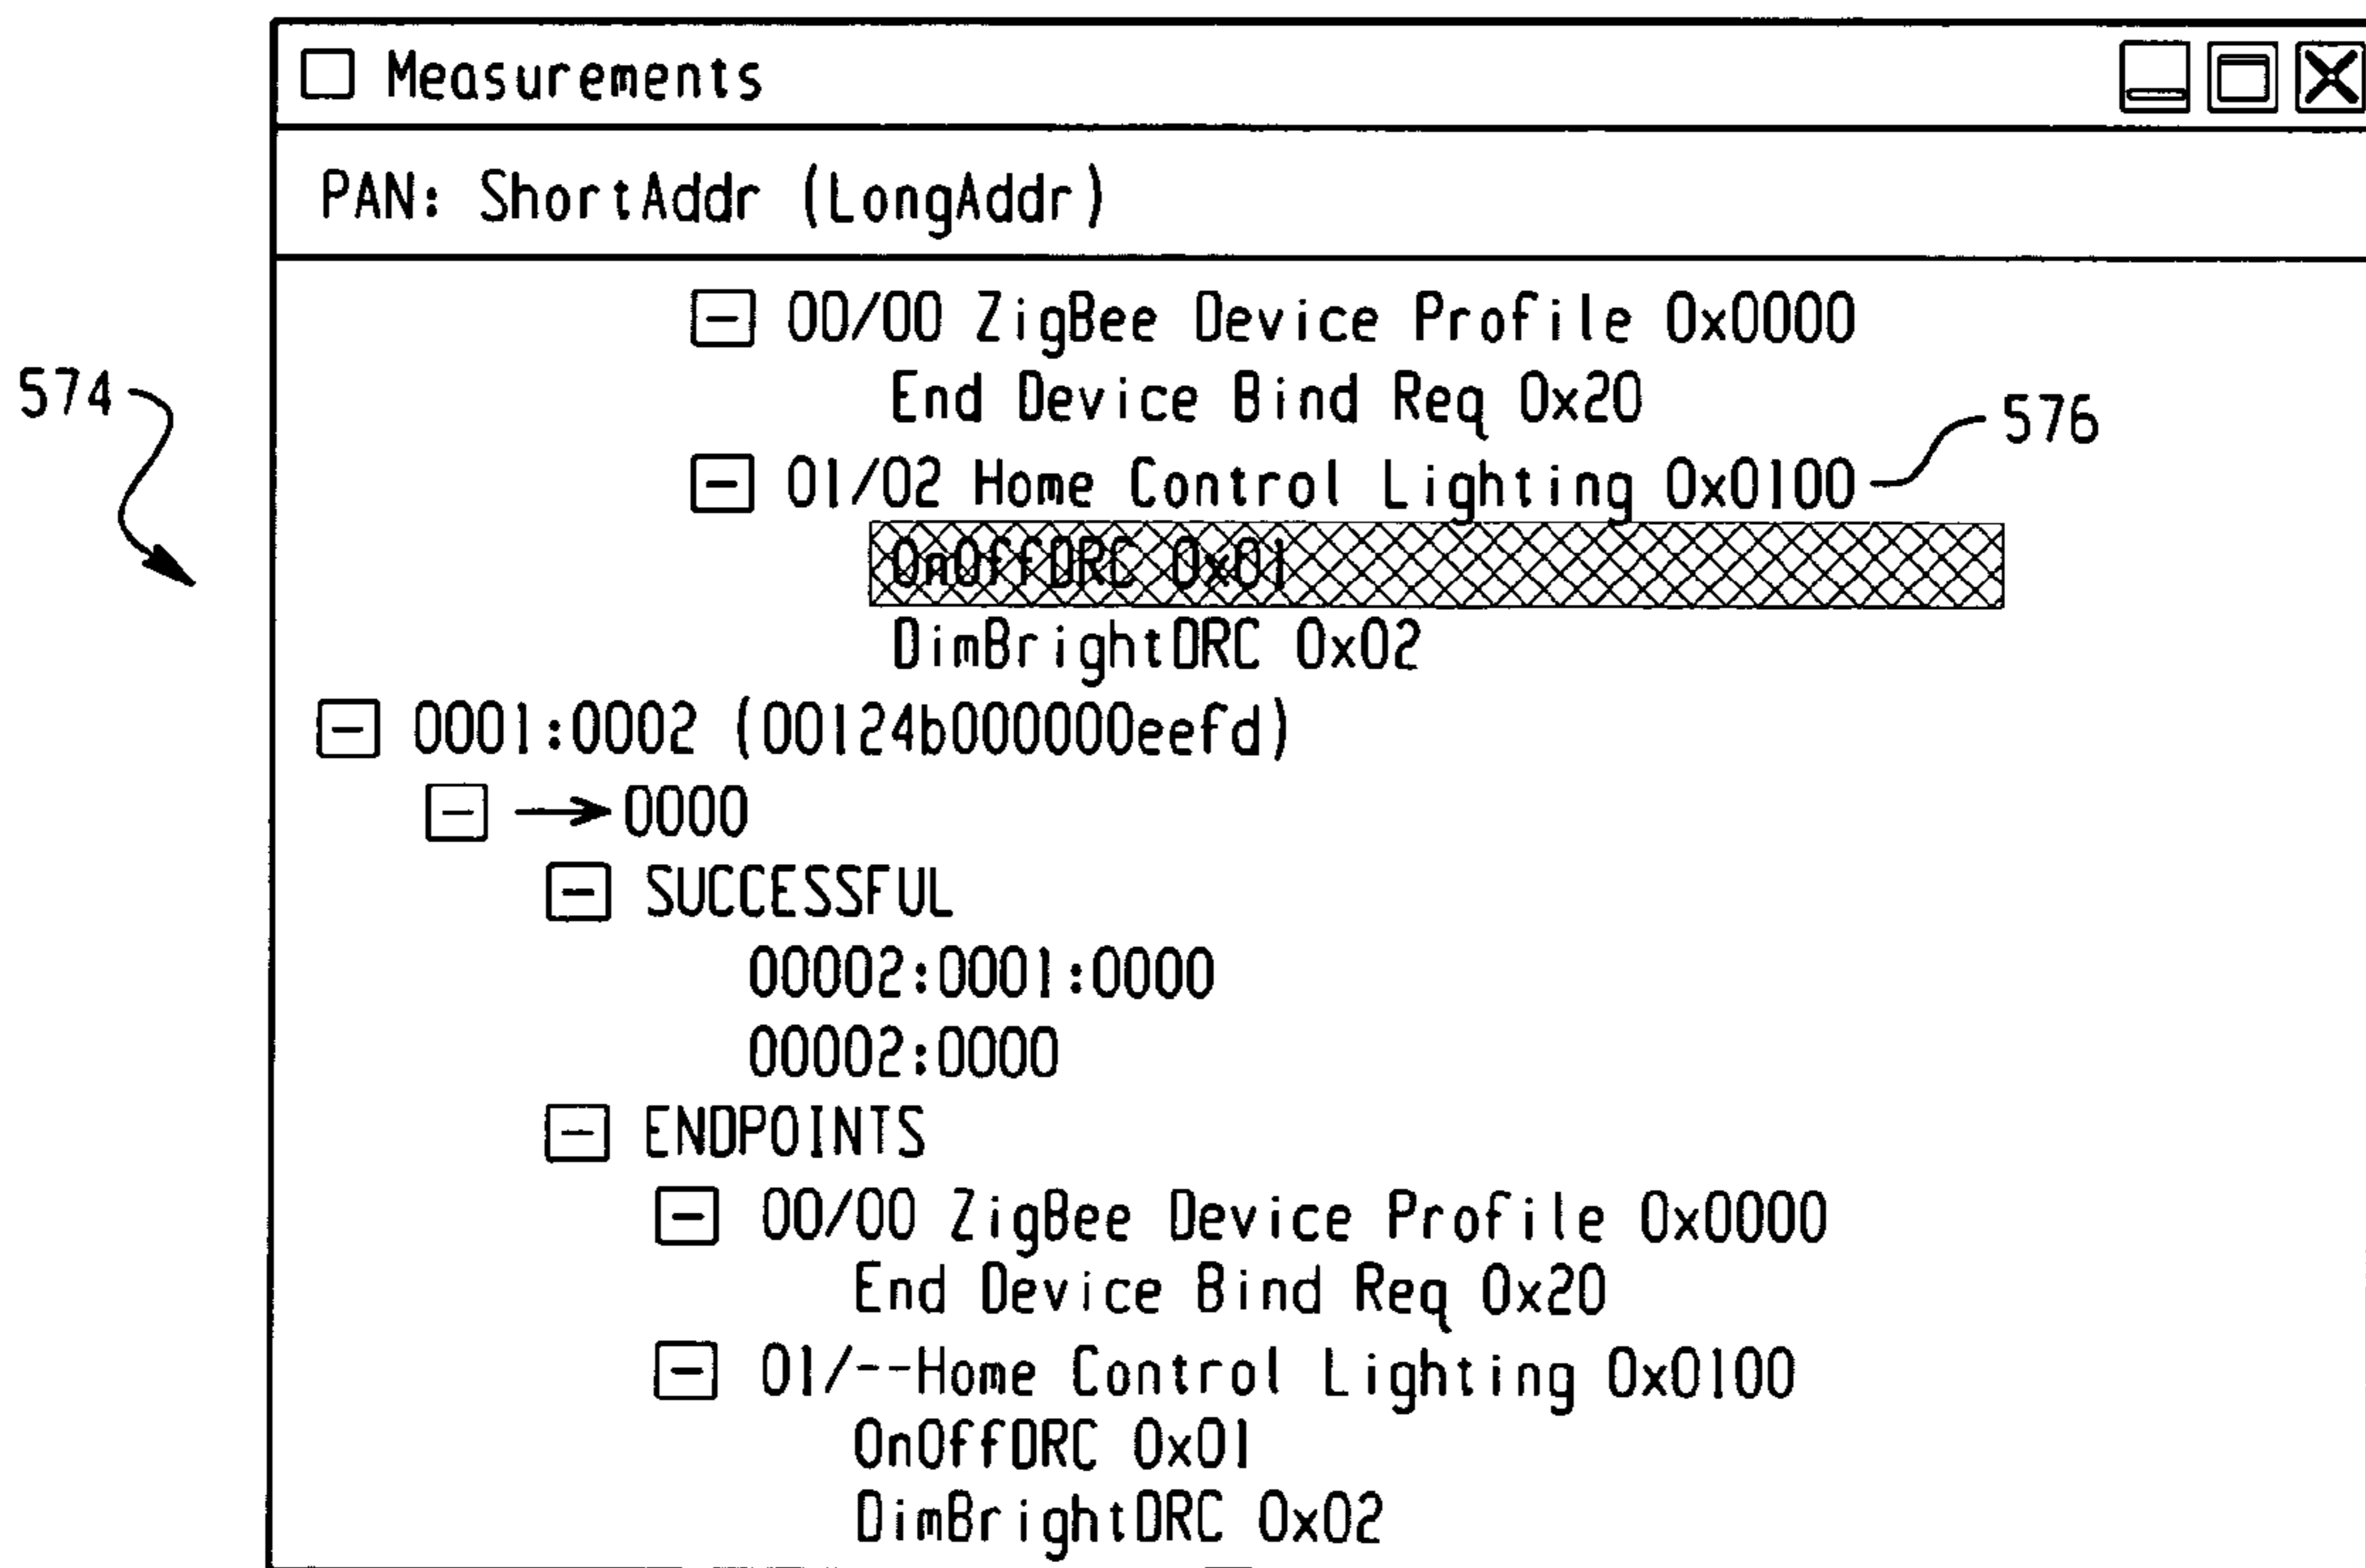 Measurements
PAN: ShortAddr (LongAddr)
00/00 ZigBee Device Profile 0x0000
574
End Device Bind Req 0x20
576
01/02 Home Control Lighting 0x0100
OnOffDRC 0x01
DimBrightDRC 0x02
0001:0002 (00124b000000eefd)
0000
SUCCESSFUL
00002:0001:0000
00002:0000
ENDPOINTS
00/00 ZigBee Device Profile 0x0000
End Device Bind Req 0x20
01/--Home Control Lighting 0x0100
OnOffDRC 0x01
DimBrightDRC 0x02